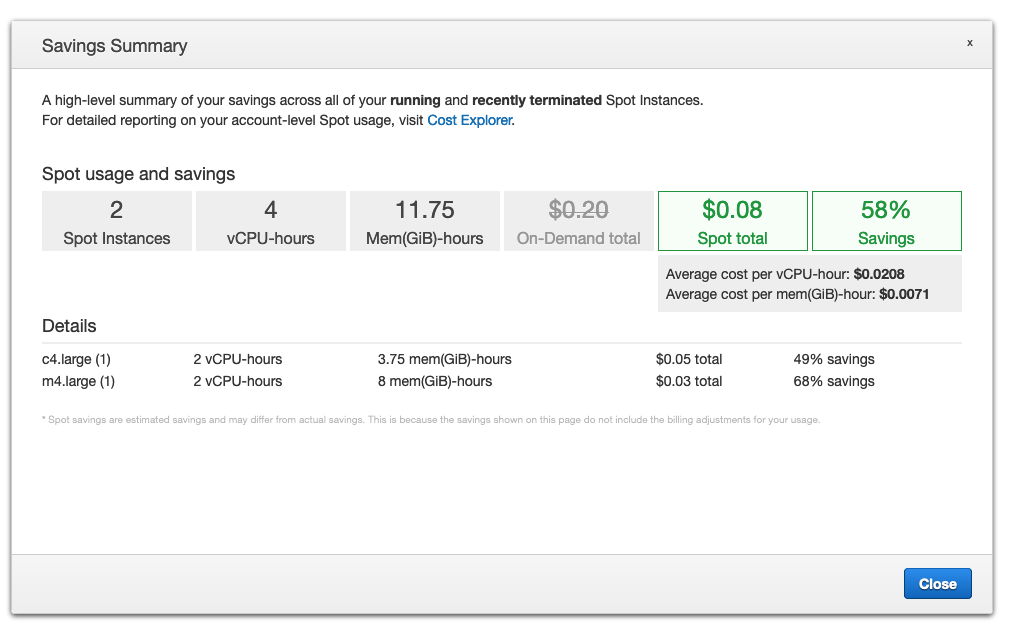 Savings Summary
x
A high-level summary of your savings across all of your running and recently terminated Spot Instances.
For detailed reporting on your account-level Spot usage, visit Cost Explorer.
Spot usage and savings
2 4 11.75 $0.20 $0.08 58%
Spot Instances vCPU-hours Mem(GiB)-hours On-Demand total Spot total Savings
Average cost per vCPU-hour: $0.0208
Average cost per mem(GiB)-hour: $0.0071
Details
c4.large (1) 2 vCPU-hours 3.75 mem(GiB)-hours $0.05 total 49% savings
m4.large (1) 2 vCPU-hours 8 mem(GiB)-hours $0.03 total 68% savings
* Spot savings are estimated savings and may differ from actual savings. This is because the savings shown on this page do not include the billing adjustments for your usage.
Close